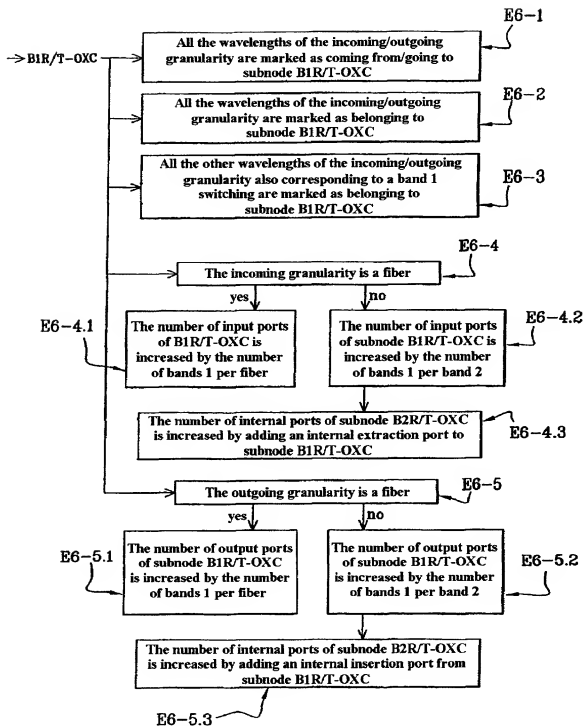 E6-1
B1R/T-OXC
All the wavelengths of the incoming/outgoing
granularity are marked as coming from/going to
subnode B1R/T-OXC
E6-2
All the wavelengths of the incoming/outgoing
granularity are marked as belonging to
subnode B1R/T-OXC
E6-3
All the other wavelengths of the incoming/outgoing
granularity also corresponding to a band 1
switching are marked as belonging to
subnode B1R/T-OXC
E6-4
The incoming granularity is a fiber
yes
no
E6-4.1
E6-4.2
The number of input ports
of B1R/T-OXC is
increased by the number
of bands 1 per fiber
The number of input ports
of subnode B1R/T-OXC is
increased by the number
of bands 1 per band 2
The number of internal ports of subnode B2R/T-OXC
is increased by adding an internal extraction port to
subnode B1R/T-OXC
E6-4.3
The outgoing granularity is a fiber
E6-5
yes
no
E6-5.1
E6-5.2
The number of output ports
of subnode B1R/T-OXC
is increased by the number
of bands 1 per fiber
The number of output ports
of subnode B1R/T-OXC
is increased by the number
of bands 1 per band 2
The number of internal ports of subnode B2R/T-OXC
is increased by adding an internal insertion port from
subnode B1R/T-OXC
E6-5.3